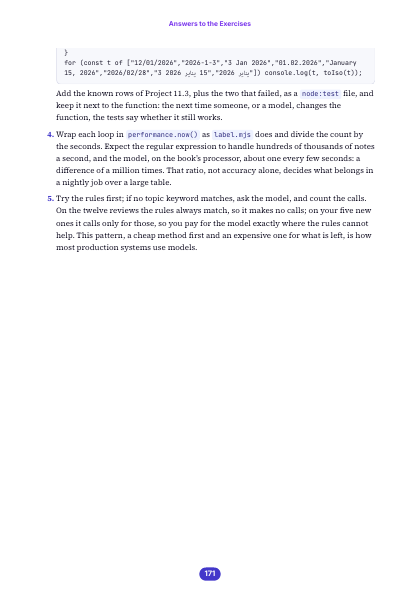 Answers to the Exercises
}
for (const t of ["12/01/2026","2026-1-3","3 Jan 2026","01.02.2026","January
15, 2026","2026/02/28","3 يناير 2026","15 يناير 2026"]) console.log(t, toIso(t));
Add the known rows of Project 11.3, plus the two that failed, as a node:test file, and
keep it next to the function: the next time someone, or a model, changes the
function, the tests say whether it still works.
4. Wrap each loop in performance.now() as label.mjs does and divide the count by
the seconds. Expect the regular expression to handle hundreds of thousands of notes
a second, and the model, on the book's processor, about one every few seconds: a
difference of a million times. That ratio, not accuracy alone, decides what belongs in
a nightly job over a large table.
5. Try the rules first; if no topic keyword matches, ask the model, and count the calls.
On the twelve reviews the rules always match, so it makes no calls; on your five new
ones it calls only for those, so you pay for the model exactly where the rules cannot
help. This pattern, a cheap method first and an expensive one for what is left, is how
most production systems use models.
171